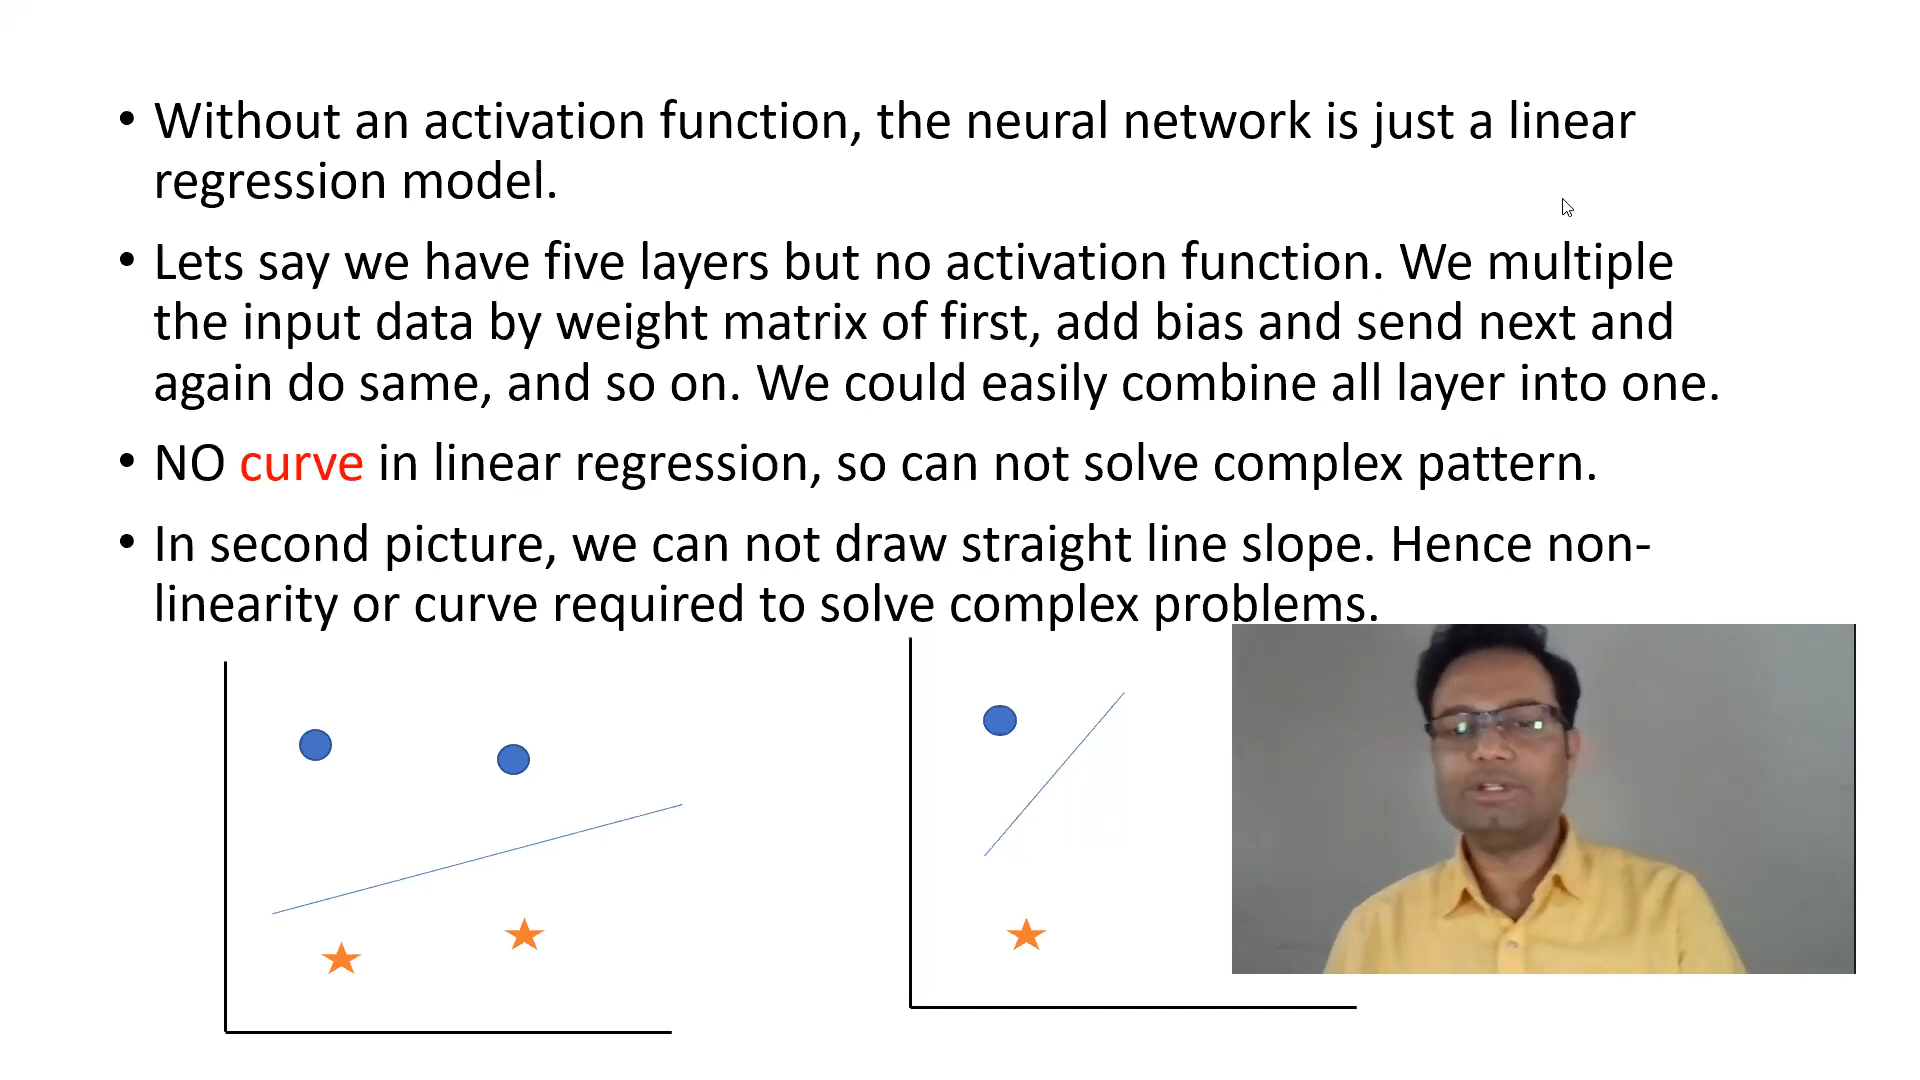 • Without an activation function, the neural network is just a linear
regression model.
• Lets say we have five layers but no activation function. We multiple
the input data by weight matrix of first, add bias and send next and
again do same, and so on. We could easily combine all layer into one.
• NO curve in linear regression, so can not solve complex pattern.
• In second picture, we can not draw straight line slope. Hence non-
linearity or curve required to solve complex problems.